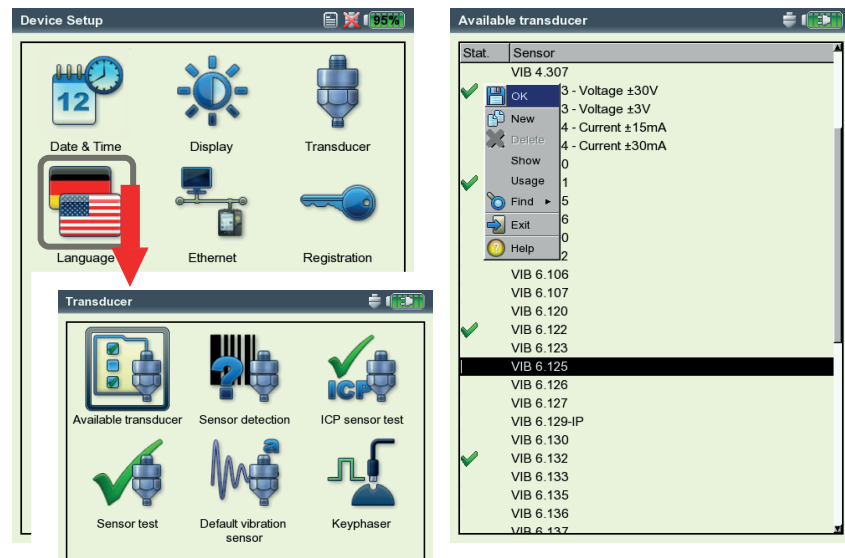 Device Setup
95%
12
Date & Time
Display
Transducer
Language
Ethernet
Registration
Transducer
?
ICP
a
Available transducer
Sensor detection
ICP sensor test
Sensor test
Default vibration
sensor
Keyphaser
Available transducer
Stat. Sensor
VIB 4.307
3 - Voltage ±30V
3 - Voltage ±3V
4 - Current ±15mA
4 - Current ±30mA
0
1
5
6
0
2
OK
New
Delete
Show
Usage
Find
Exit
? Help
VIB 6.106
VIB 6.107
VIB 6.120
VIB 6.122
VIB 6.123
VIB 6.125
VIB 6.126
VIB 6.127
VIB 6.129-IP
VIB 6.130
VIB 6.132
VIB 6.133
VIB 6.135
VIB 6.136
VIB 6.137